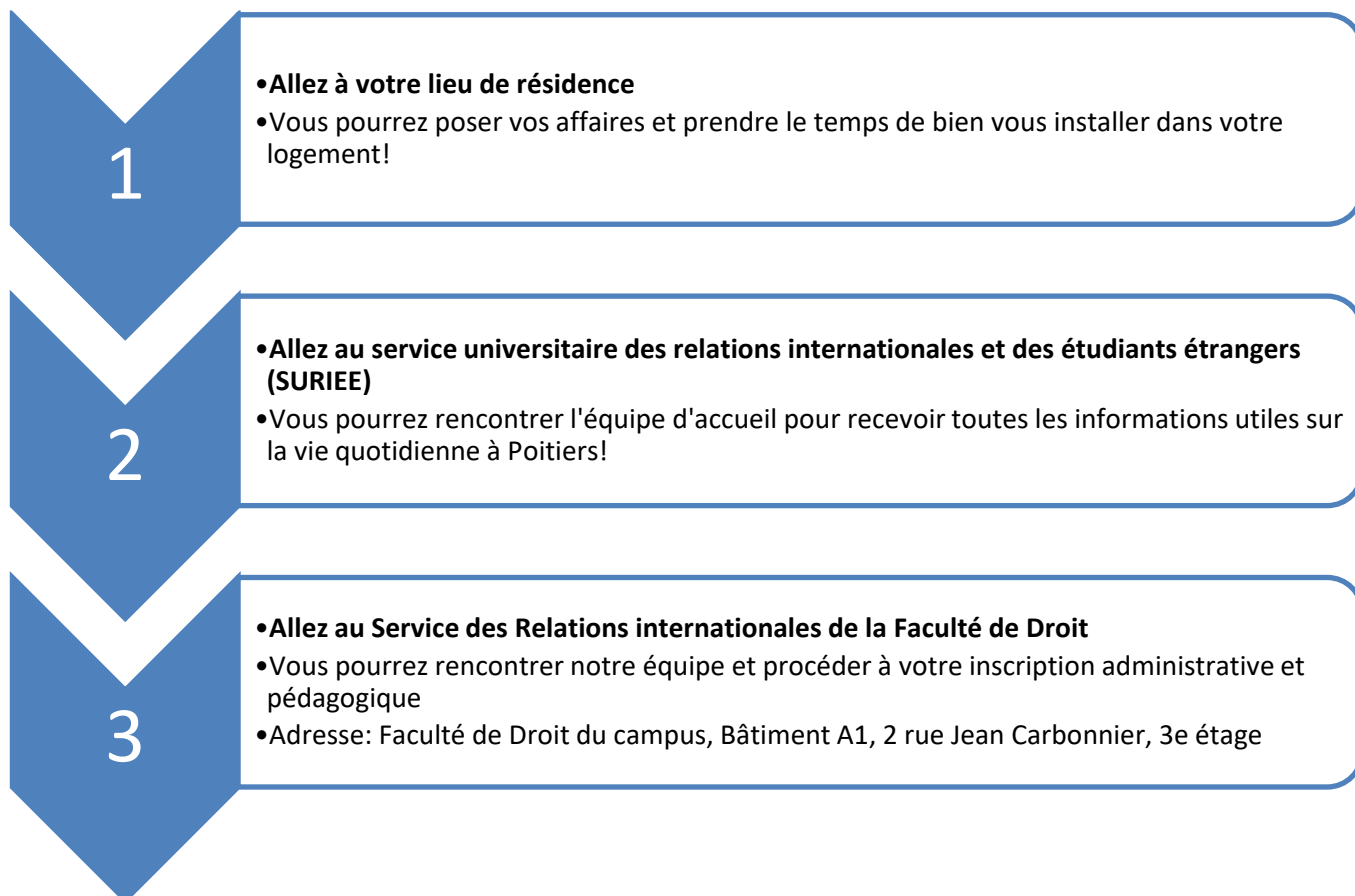 1
•Allez à votre lieu de résidence
•Vous pourrez poser vos affaires et prendre le temps de bien vous installer dans votre
logement!
2
•Allez au service universitaire des relations internationales et des étudiants étrangers
(SURIEE)
•Vous pourrez rencontrer l'équipe d'accueil pour recevoir toutes les informations utiles sur
la vie quotidienne à Poitiers!
3
•Allez au Service des Relations internationales de la Faculté de Droit
•Vous pourrez rencontrer notre équipe et procéder à votre inscription administrative et
pédagogique
•Adresse: Faculté de Droit du campus, Bâtiment A1, 2 rue Jean Carbonnier, 3e étage